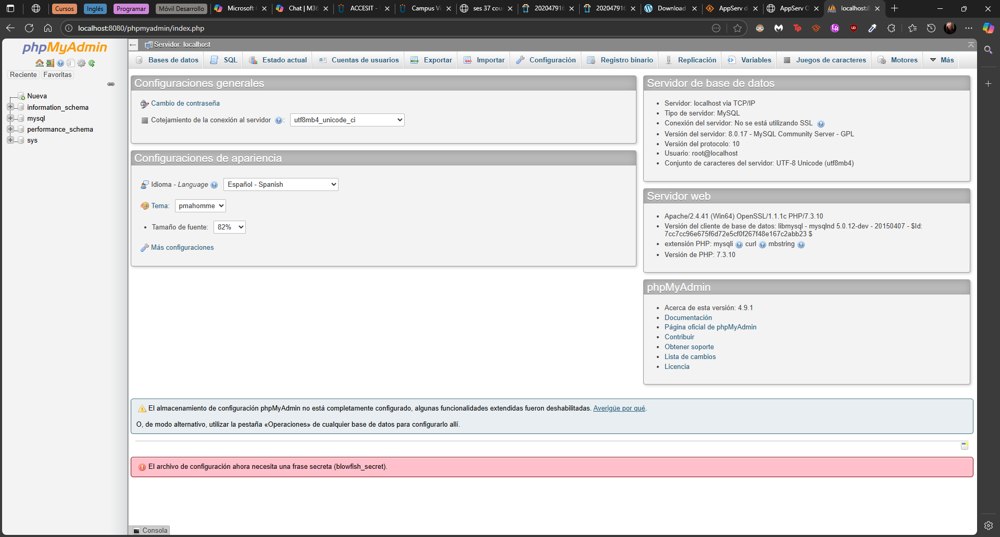 Cursos
Inglés
Programar
Móvil Desarrollo
Microsoft
Chat | M36
ACCESIT -
Campus Vi
ses 37 cou
202047916
202047916
Download
AppServ d
AppServ O
localhost:8
localhost:8080/phpmyadmin/index.php
phpMyAdmin
Reciente
Favoritas
Nueva
information_schema
mysql
performance_schema
sys
Servidor: localhost
Bases de datos
SQL
Estado actual
Cuentas de usuarios
Exportar
Importar
Configuración
Registro binario
Replicación
Variables
Juegos de caracteres
Motores
Más
Configuraciones generales
Cambio de contraseña
Cotejamiento de la conexión al servidor : utf8mb4_unicode_ci
Configuraciones de apariencia
Idioma - Language Español - Spanish
Tema: pmahomme
• Tamaño de fuente: 82%
Más configuraciones
Servidor de base de datos
• Servidor: localhost via TCP/IP
• Tipo de servidor: MySQL
• Conexión del servidor: No se está utilizando SSL
• Versión del servidor: 8.0.17 - MySQL Community Server - GPL
• Versión del protocolo: 10
• Usuario: root@localhost
• Conjunto de caracteres del servidor: UTF-8 Unicode (utf8mb4)
Servidor web
• Apache/2.4.41 (Win64) OpenSSL/1.1.1c PHP/7.3.10
• Versión del cliente de base de datos: libmysql - mysqlnd 5.0.12-dev - 20150407 - $Id:
7cc7cc96e675f6d72e5cf0f267f48e167c2abb23 $
• extensión PHP: mysqli curl mbstring
• Versión de PHP: 7.3.10
phpMyAdmin
• Acerca de esta versión: 4.9.1
• Documentación
• Página oficial de phpMyAdmin
• Contribuir
• Obtener soporte
• Lista de cambios
• Licencia
El almacenamiento de configuración phpMyAdmin no está completamente configurado, algunas funcionalidades extendidas fueron deshabilitadas. Averigüe por qué.
O, de modo alternativo, utilizar la pestaña «Operaciones» de cualquier base de datos para configurarlo allí.
El archivo de configuración ahora necesita una frase secreta (blowfish_secret).
Consola